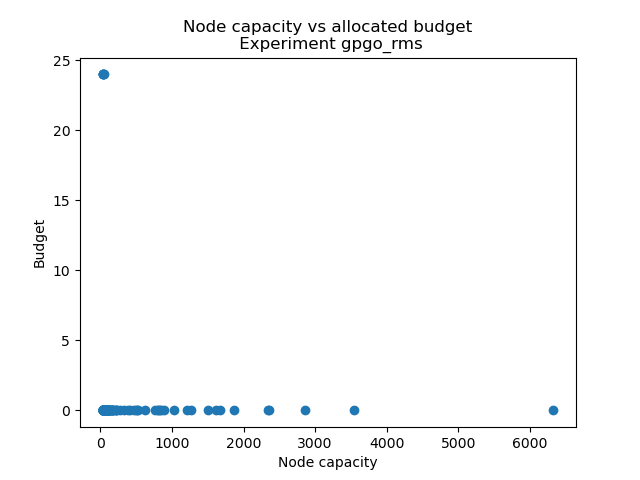 Node capacity vs allocated budget
Experiment gpgo_rms
25
20
15
10
5
0
Budget
0 1000 2000 3000 4000 5000 6000
Node capacity